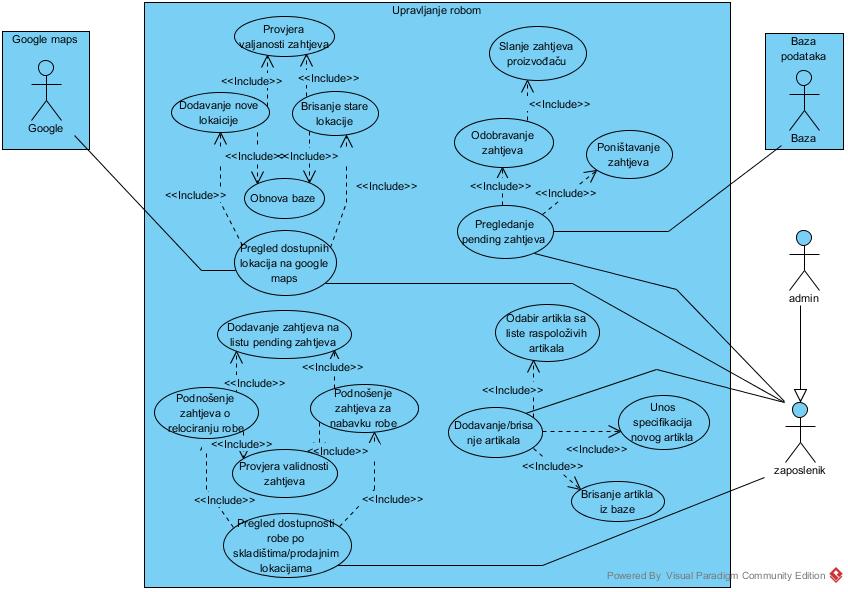 Upravljanje robom
Google maps
Google
Baza
podataka
Baza
admin
zaposlenik
Provjera
valjanosti zahtjeva
<<Include>>
<<Include>>
Dodavanje nove
lokaicije
Brisanje stare
lokacije
<<Include>>
<<Include>>
<<Include>>
<<Include>>
Obnova baze
Pregled dostupnih
lokacija na google
maps
Slanje zahtjeva
proizvođaču
<<Include>>
Odobravanje
zahtjeva
Poništavanje
zahtjeva
<<Include>>
<<Include>>
Pregledanje
pending zahtjeva
Dodavanje zahtjeva na
listu pending zahtjeva
<<Include>>
<<Include>>
Podnošenje
zahtjeva o
relociranju robe
Podnošenje
zahtjeva za
nabavku robe
<<Include>>
<<Include>>
Provjera validnosti
zahtjeva
<<Include>>
<<Include>>
Pregled dostupnosti
robe po
skladištima/prodajnim
lokacijama
Odabir artikla sa
liste raspoloživih
artikala
<<Include>>
Dodavanje/brisa
nje artikala
Unos
specifikacija
novog artikla
<<Include>>
<<Include>>
Brisanje artikla
iz baze
Powered By Visual Paradigm Community Edition